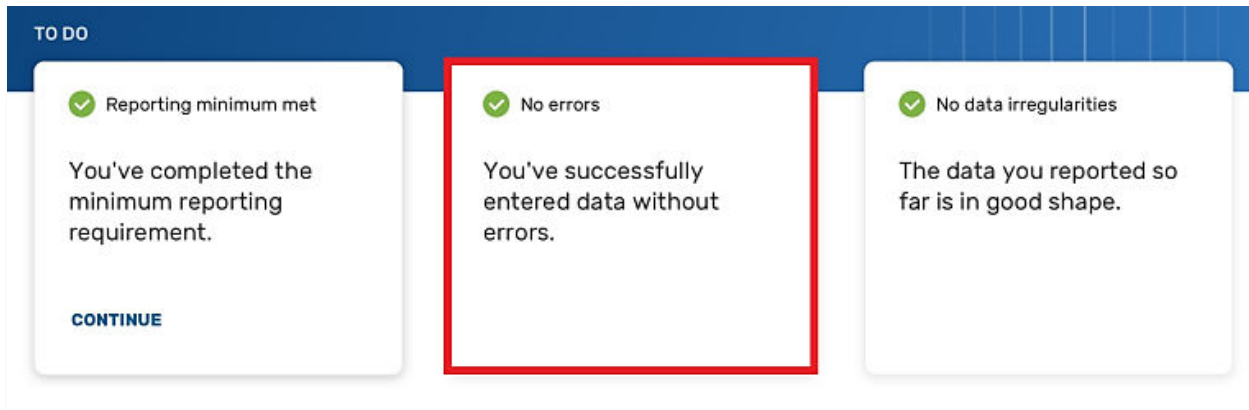 TO DO
Reporting minimum met
You've completed the
minimum reporting
requirement.
CONTINUE
No errors
You've successfully
entered data without
errors.
No data irregularities
The data you reported so
far is in good shape.